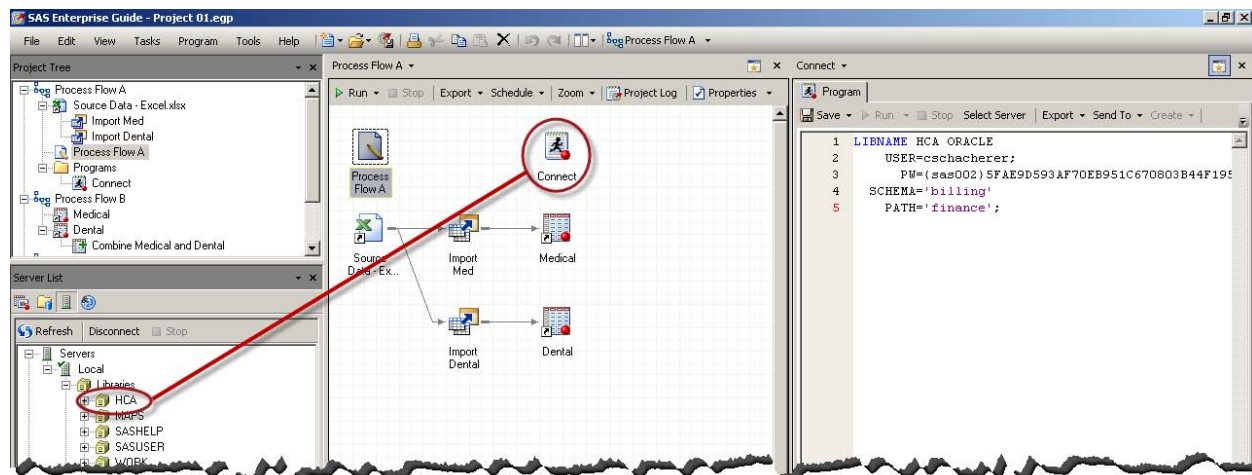 SAS Enterprise Guide - Project 01.egp
File Edit View Tasks Program Tools Help Process Flow A
Project Tree
Process Flow A
Source Data - Excel.xlsx
Import Med
Import Dental
Process Flow A
Programs
Connect
Process Flow B
Medical
Dental
Combine Medical and Dental
Server List
Refresh Disconnect Stop
Servers
Local
Libraries
HCA
MAPS
SASHELP
SASUSER
WORK
Process Flow A
Run Stop Export Schedule Zoom Project Log Properties
Process
Flow A
Connect
Source
Data - Ex...
Import
Med
Medical
Import
Dental
Dental
Connect
Program
Save Run Stop Select Server Export Send To Create
1 LIBNAME HCA ORACLE
2 USER=cschacherer;
3 PW={sas002}5FAE9D593AF70EB951C670803B44F195
4 SCHEMA='billing'
5 PATH='finance';